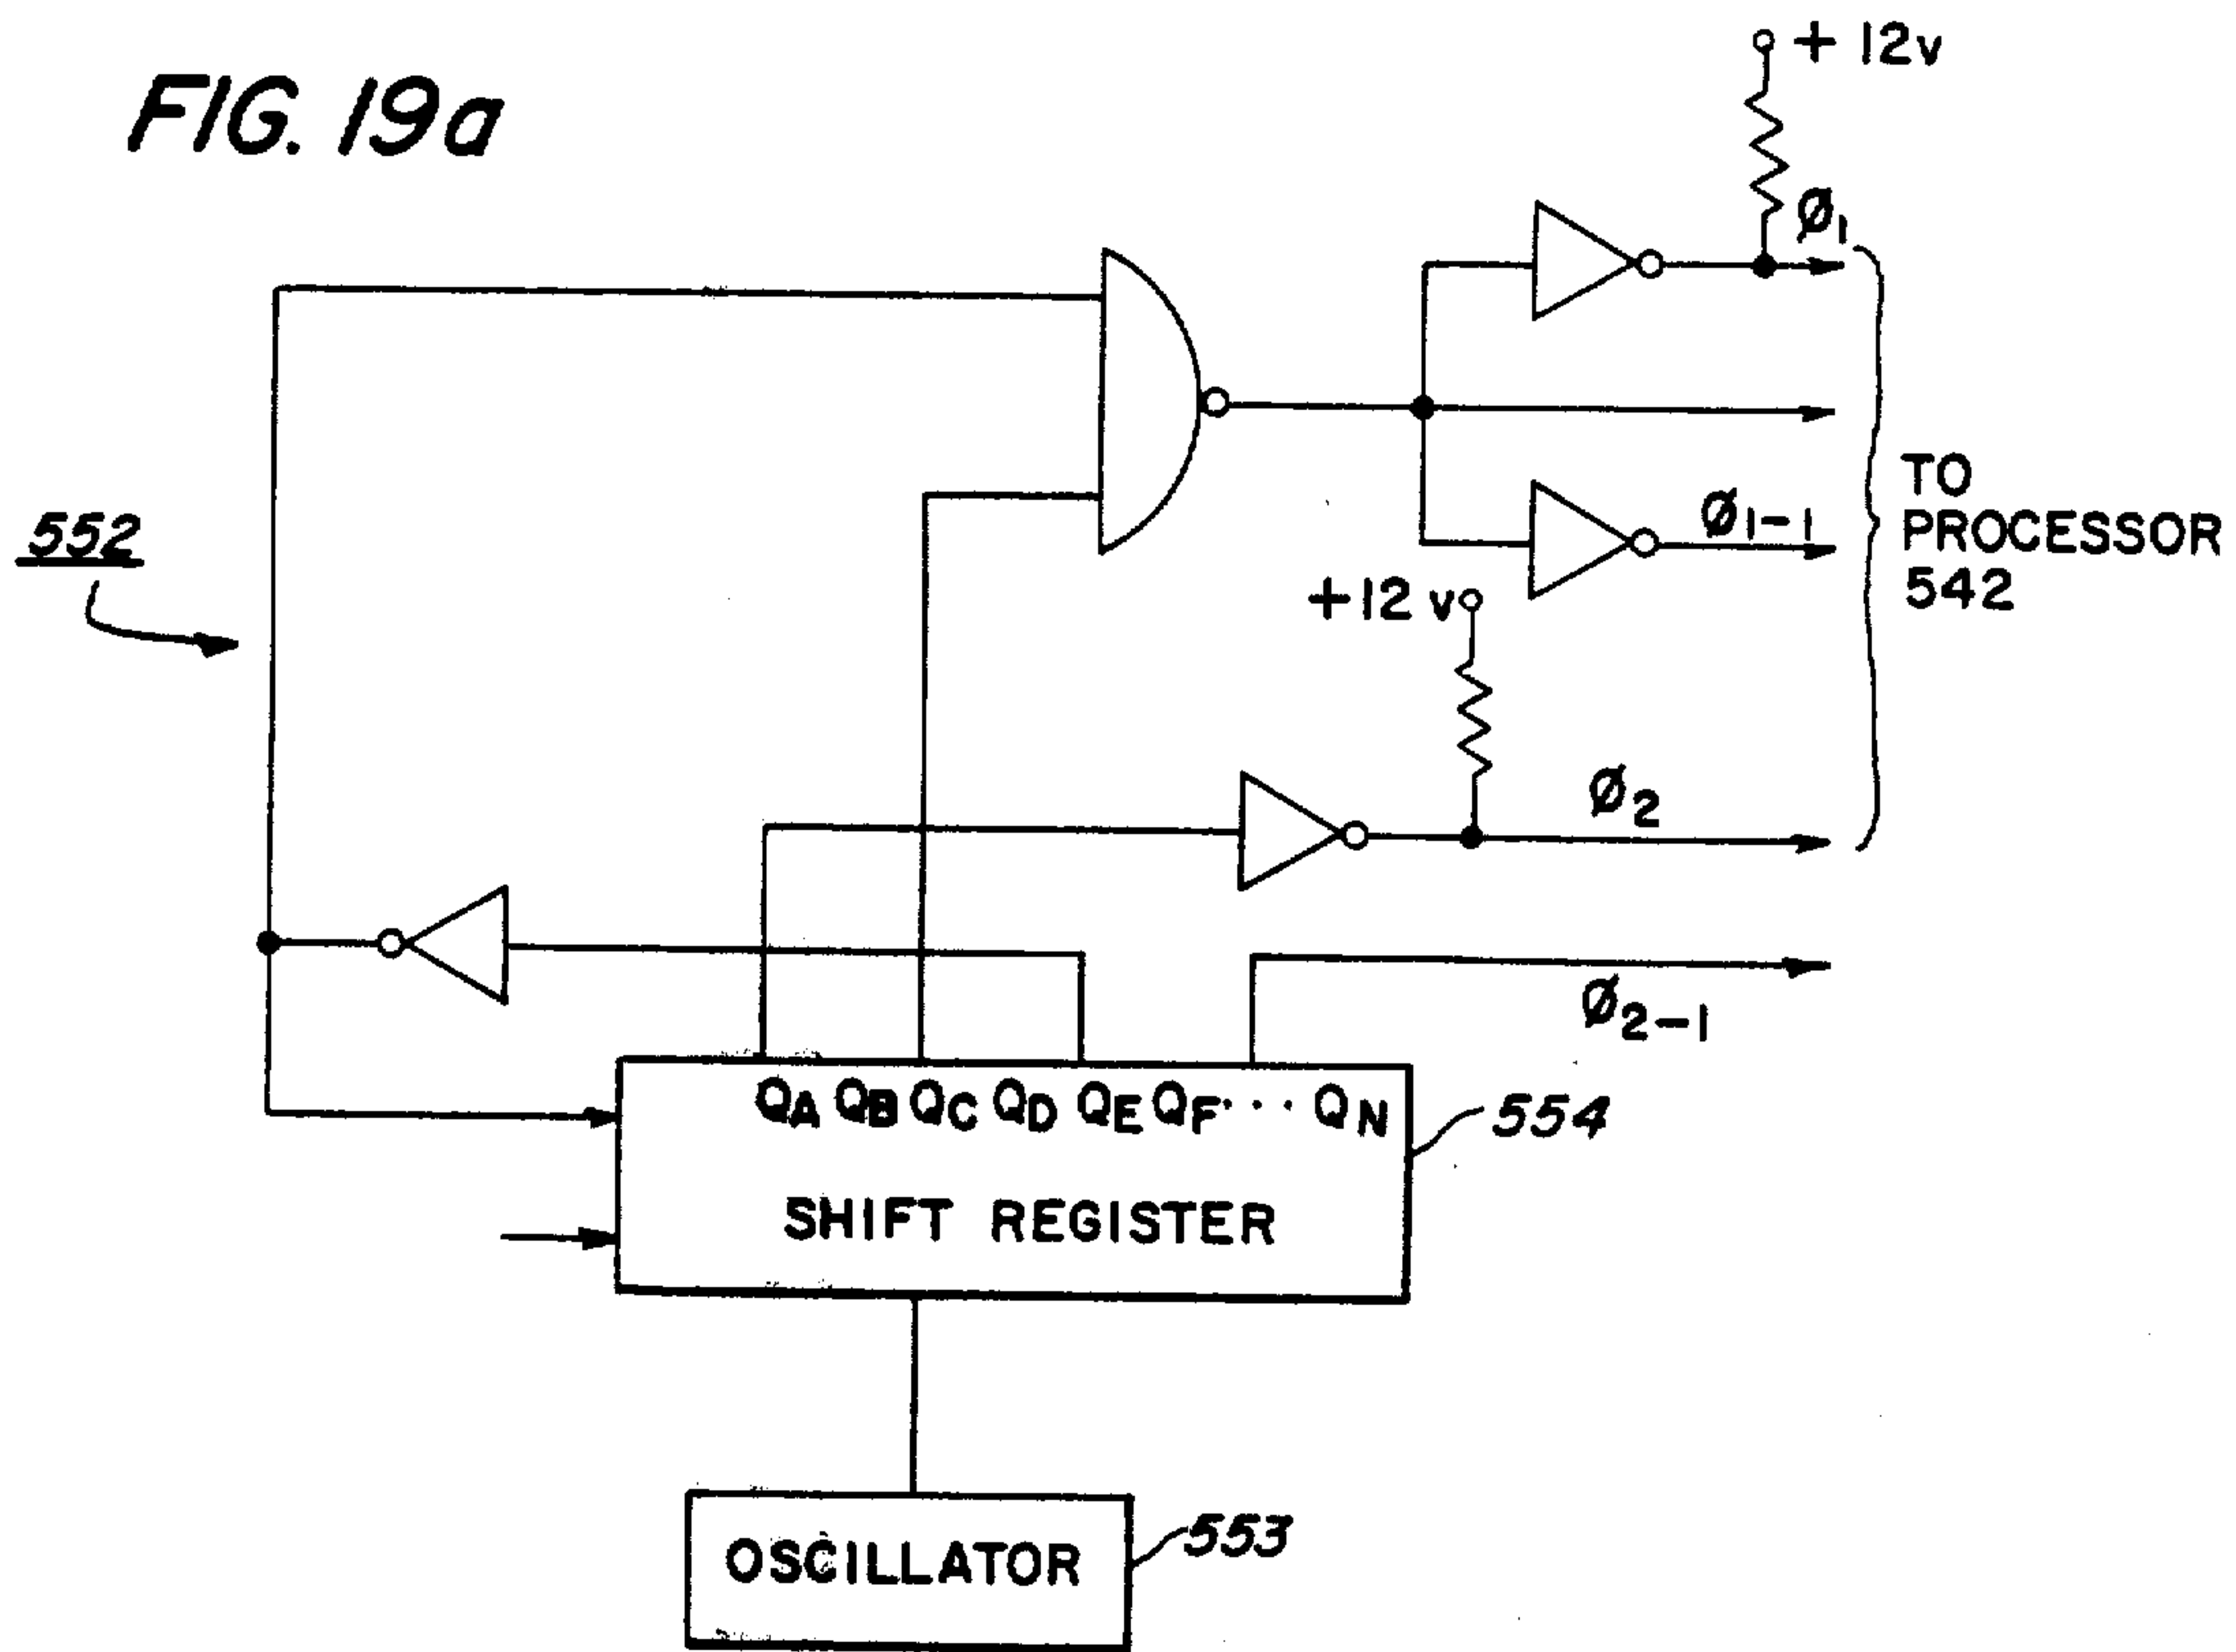 FIG. 19a
+ 12v
Ø1
552
Ø1-1
TO
PROCESSOR
542
+12 v
Ø2
Ø2-1
QA QB QC QD QE QF... QN
554
SHIFT REGISTER
553
OSCILLATOR